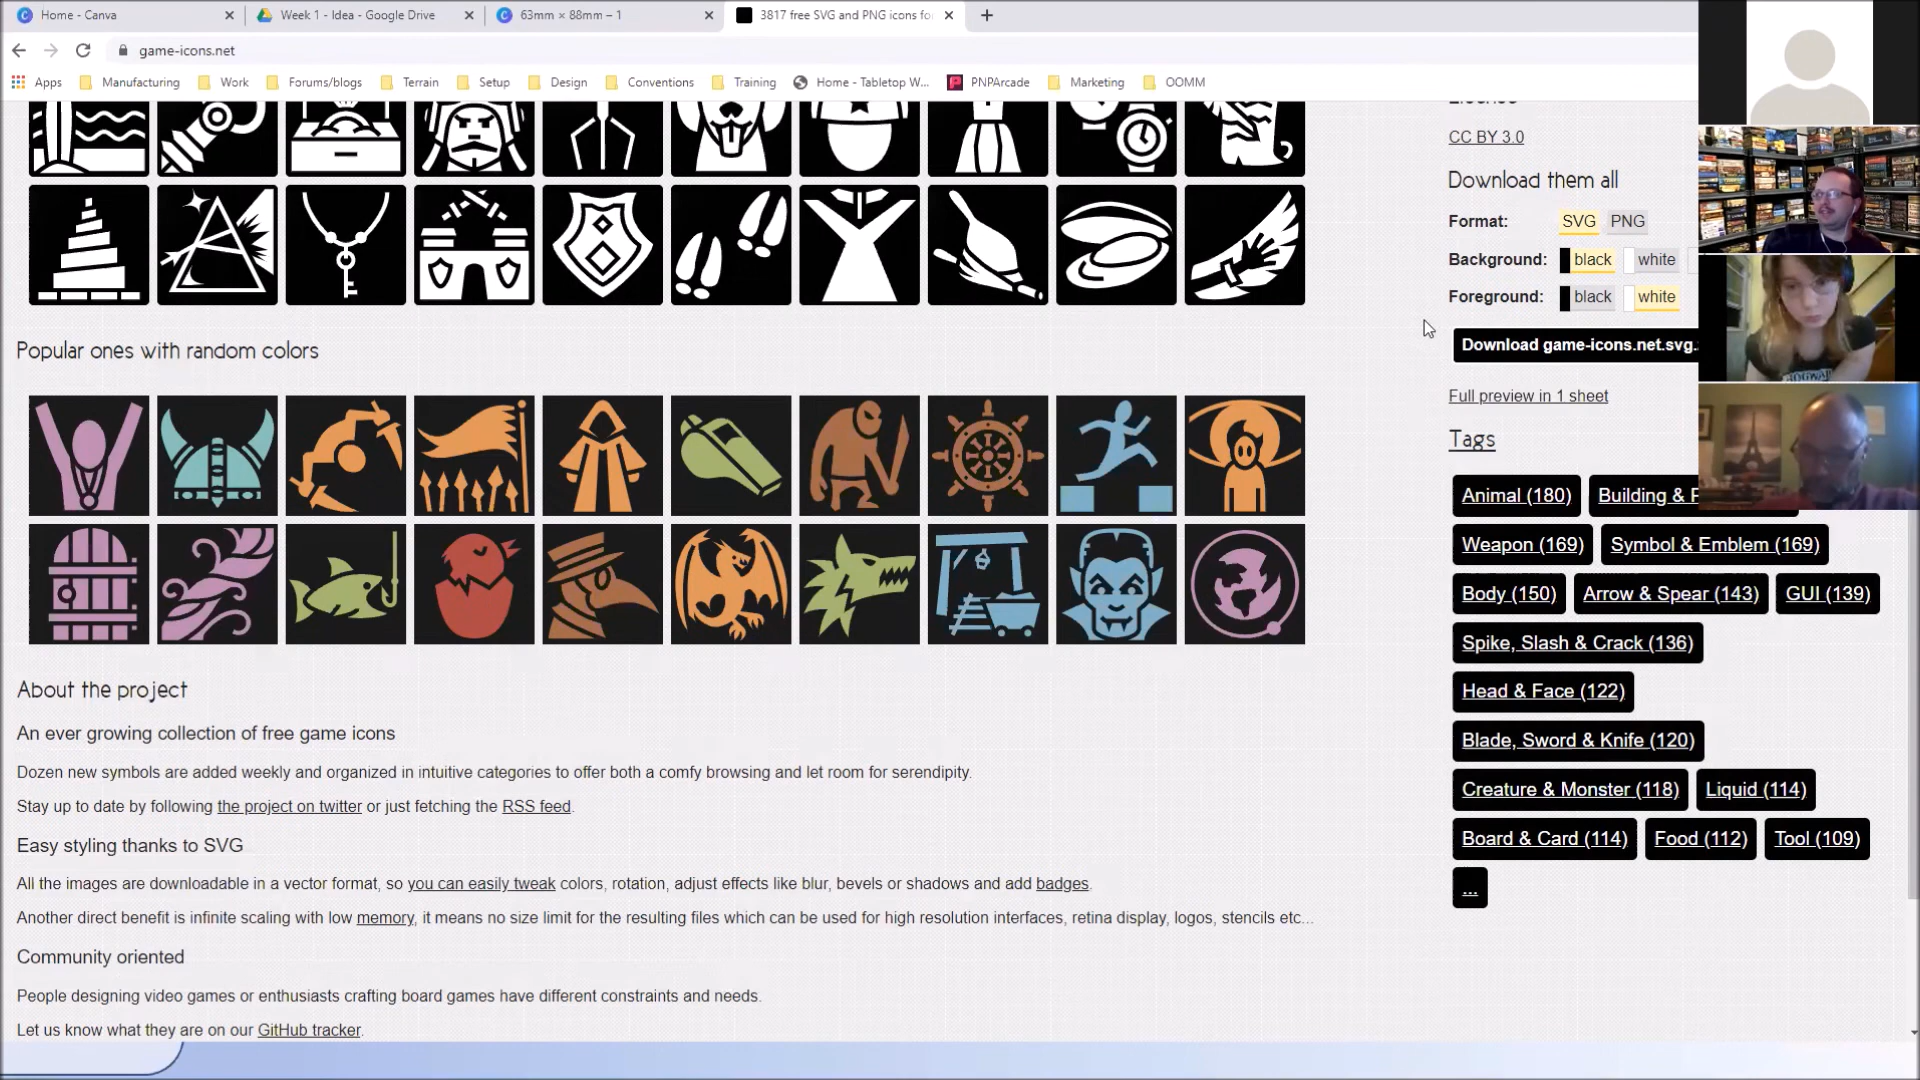 Home - Canva
Week 1 - Idea - Google Drive
63mm × 88mm – 1
3817 free SVG and PNG icons fo
game-icons.net
Apps
Manufacturing
Work
Forums/blogs
Terrain
Setup
Design
Conventions
Training
Home - Tabletop W...
PNPArcade
Marketing
OOMM
CC BY 3.0
Download them all
Format: SVG PNG
Background: black white
Foreground: black white
Download game-icons.net.svg.
Full preview in 1 sheet
Tags
Animal (180) Building &
Weapon (169) Symbol & Emblem (169)
Body (150) Arrow & Spear (143) GUI (139)
Spike, Slash & Crack (136)
Head & Face (122)
Blade, Sword & Knife (120)
Creature & Monster (118) Liquid (114)
Board & Card (114) Food (112) Tool (109)
...
Popular ones with random colors
About the project
An ever growing collection of free game icons
Dozen new symbols are added weekly and organized in intuitive categories to offer both a comfy browsing and let room for serendipity.
Stay up to date by following the project on twitter or just fetching the RSS feed.
Easy styling thanks to SVG
All the images are downloadable in a vector format, so you can easily tweak colors, rotation, adjust effects like blur, bevels or shadows and add badges.
Another direct benefit is infinite scaling with low memory, it means no size limit for the resulting files which can be used for high resolution interfaces, retina display, logos, stencils etc...
Community oriented
People designing video games or enthusiasts crafting board games have different constraints and needs.
Let us know what they are on our GitHub tracker.